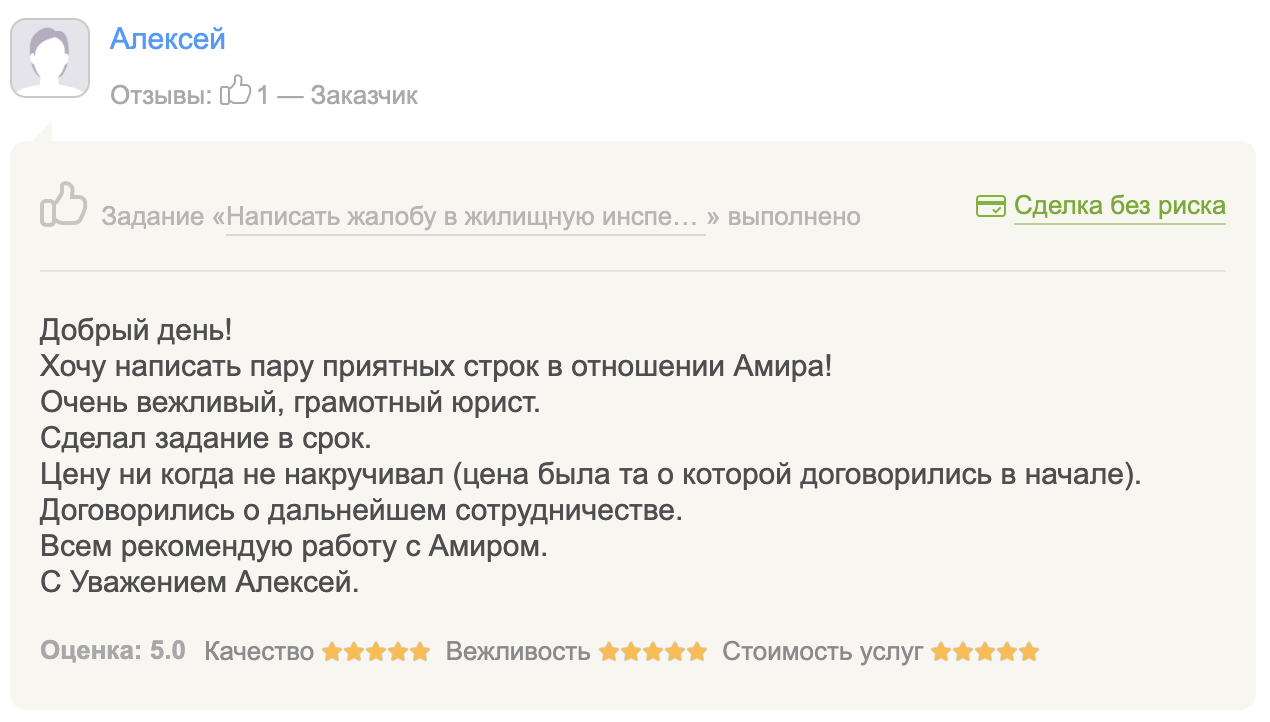 Алексей
Отзывы: 1 — Заказчик
Задание «Написать жалобу в жилищную инспе… » выполнено
Сделка без риска
Добрый день!
Хочу написать пару приятных строк в отношении Амира!
Очень вежливый, грамотный юрист.
Сделал задание в срок.
Цену ни когда не накручивал (цена была та о которой договорились в начале).
Договорились о дальнейшем сотрудничестве.
Всем рекомендую работу с Амиром.
С Уважением Алексей.
Оценка: 5.0 Качество Вежливость Стоимость услуг